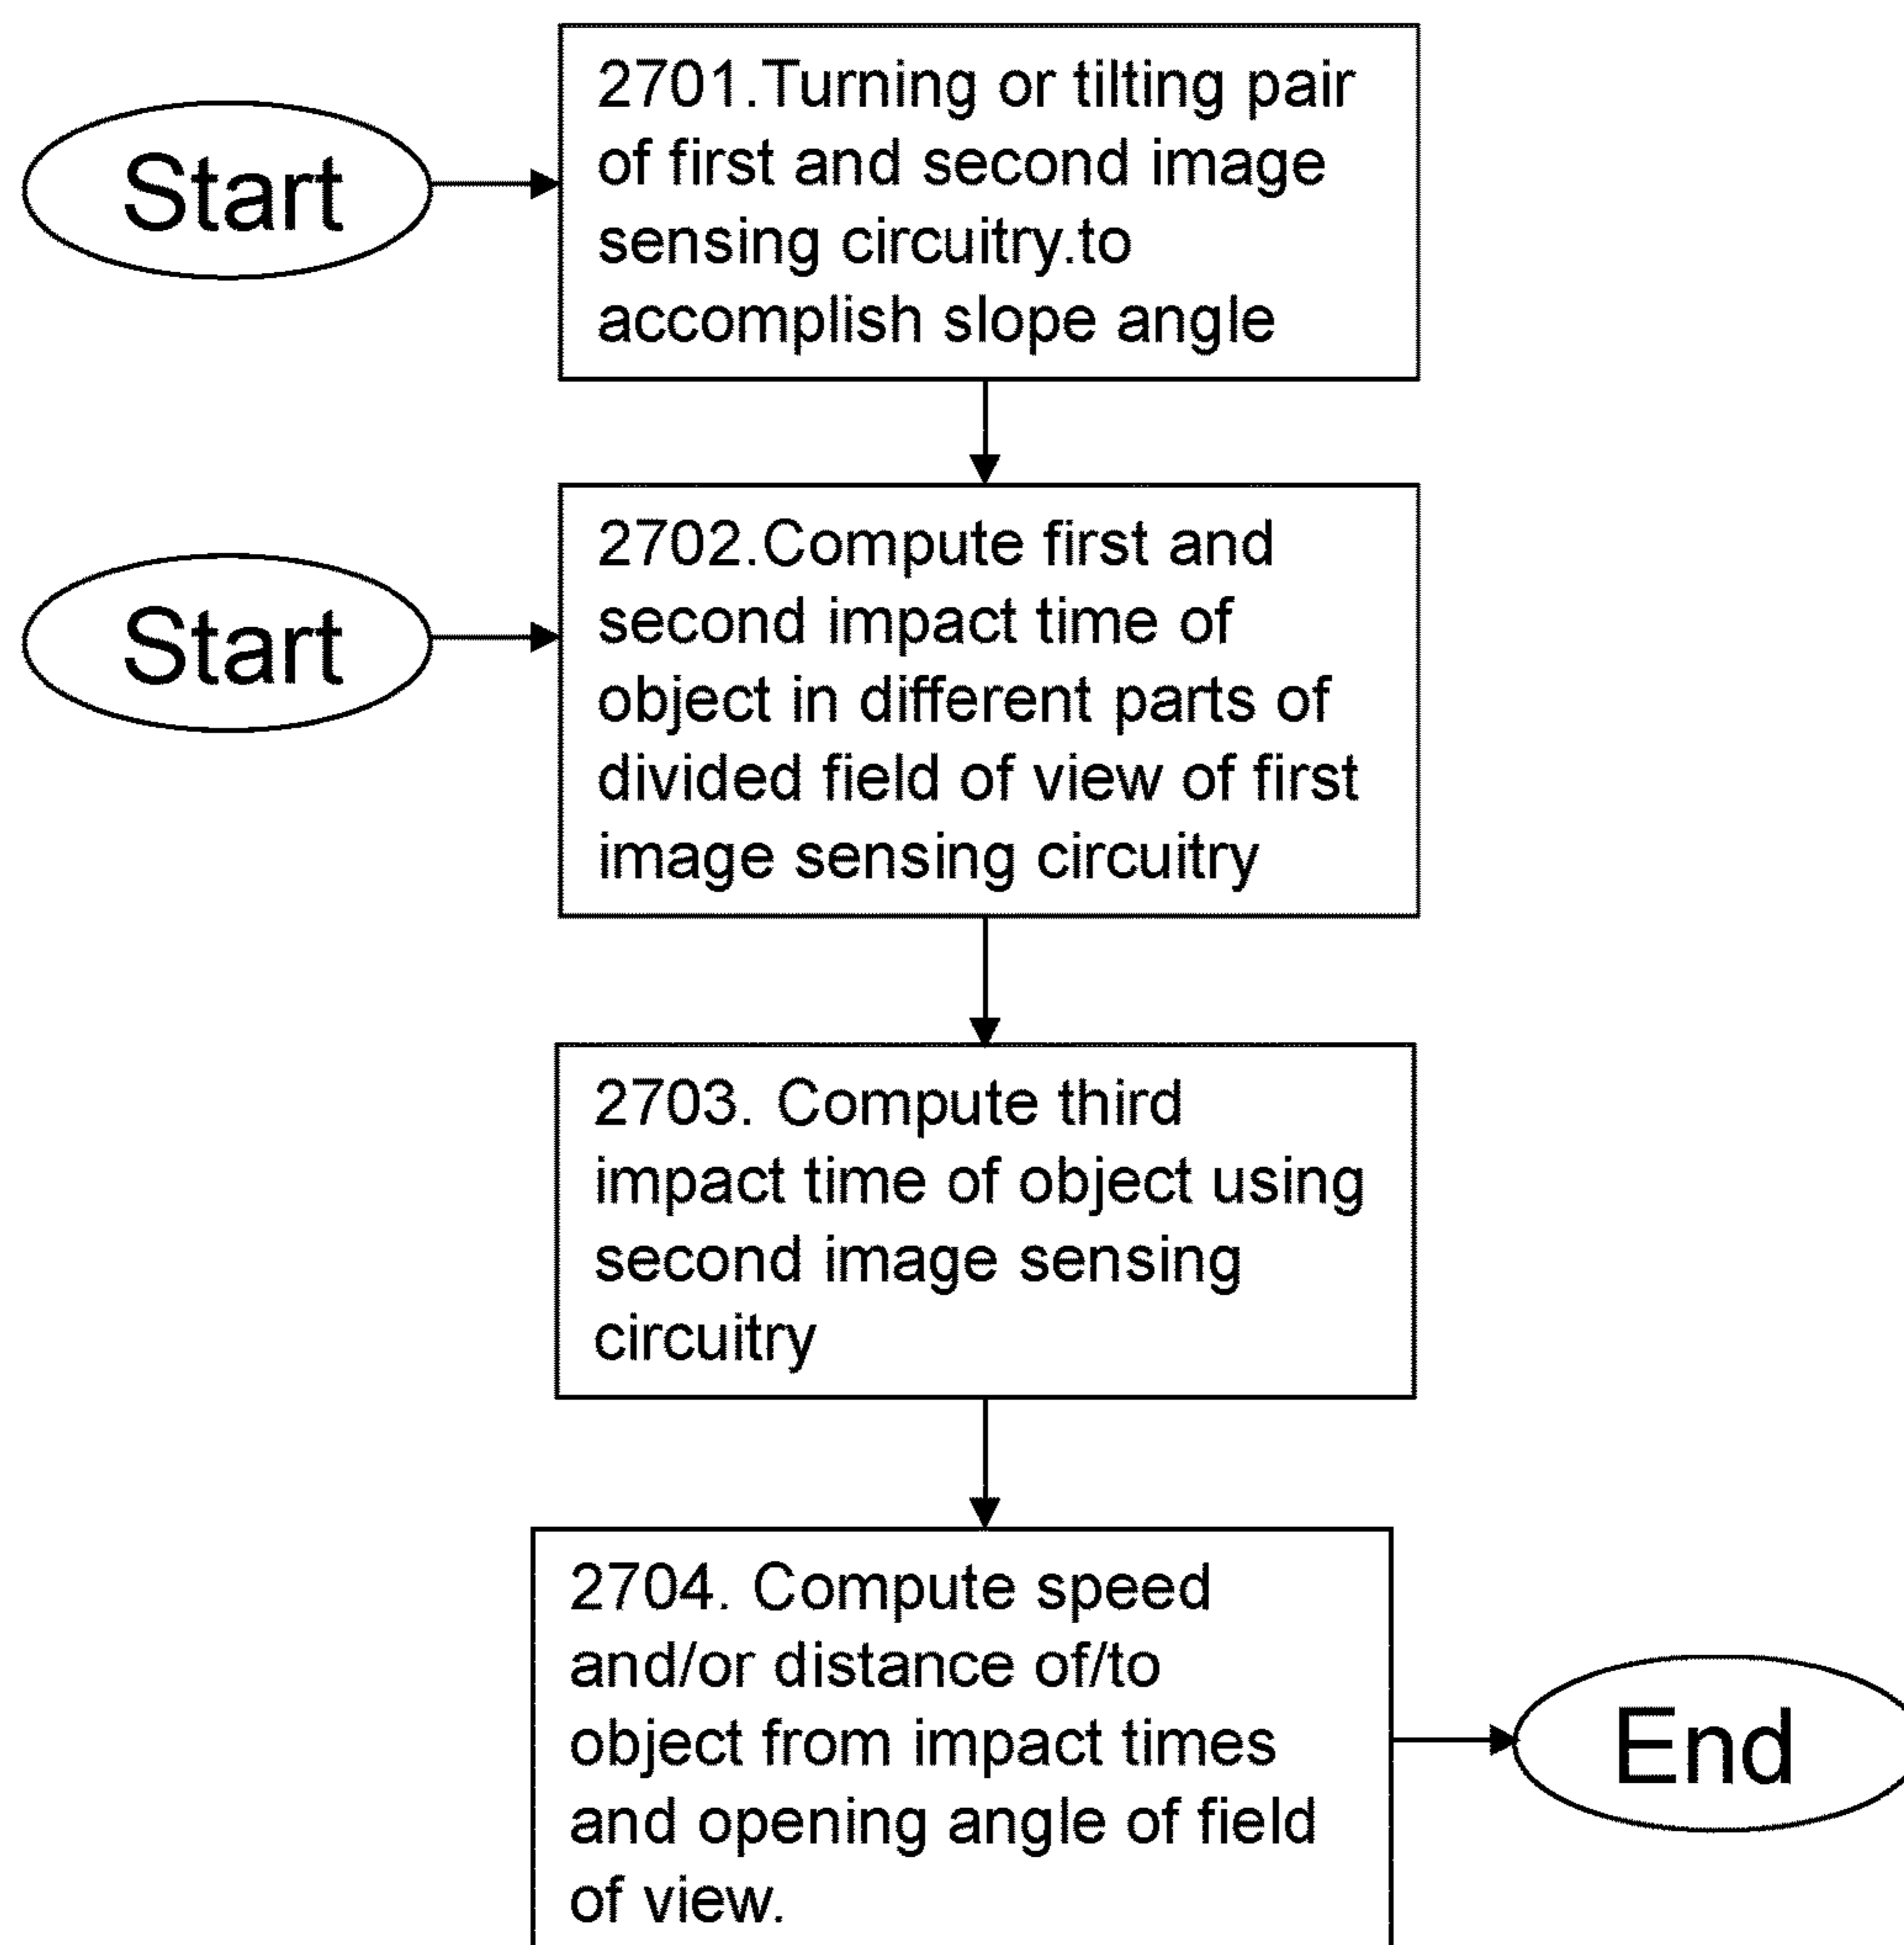 Start
2701.Turning or tilting pair
of first and second image
sensing circuitry.to
accomplish slope angle
Start
2702.Compute first and
second impact time of
object in different parts of
divided field of view of first
image sensing circuitry
2703. Compute third
impact time of object using
second image sensing
circuitry
2704. Compute speed
and/or distance of/to
object from impact times
and opening angle of field
of view.
End